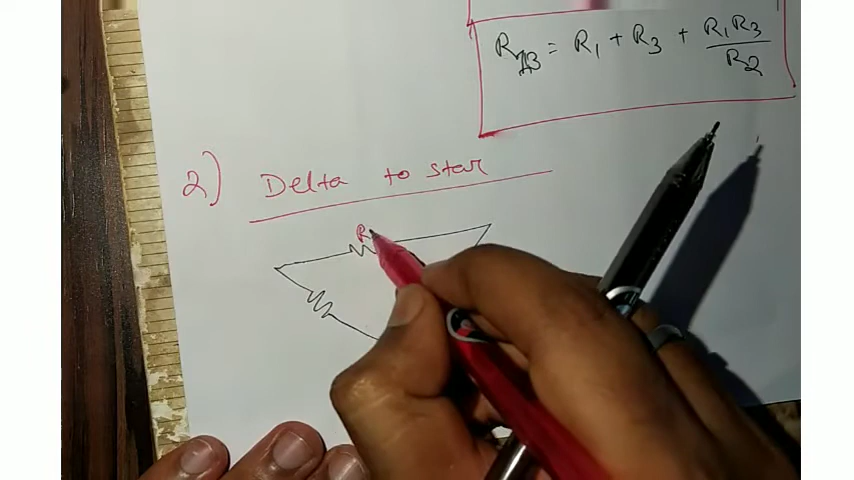 R13 = R1 + R3 + R1R3/R2
2) Delta to star
R